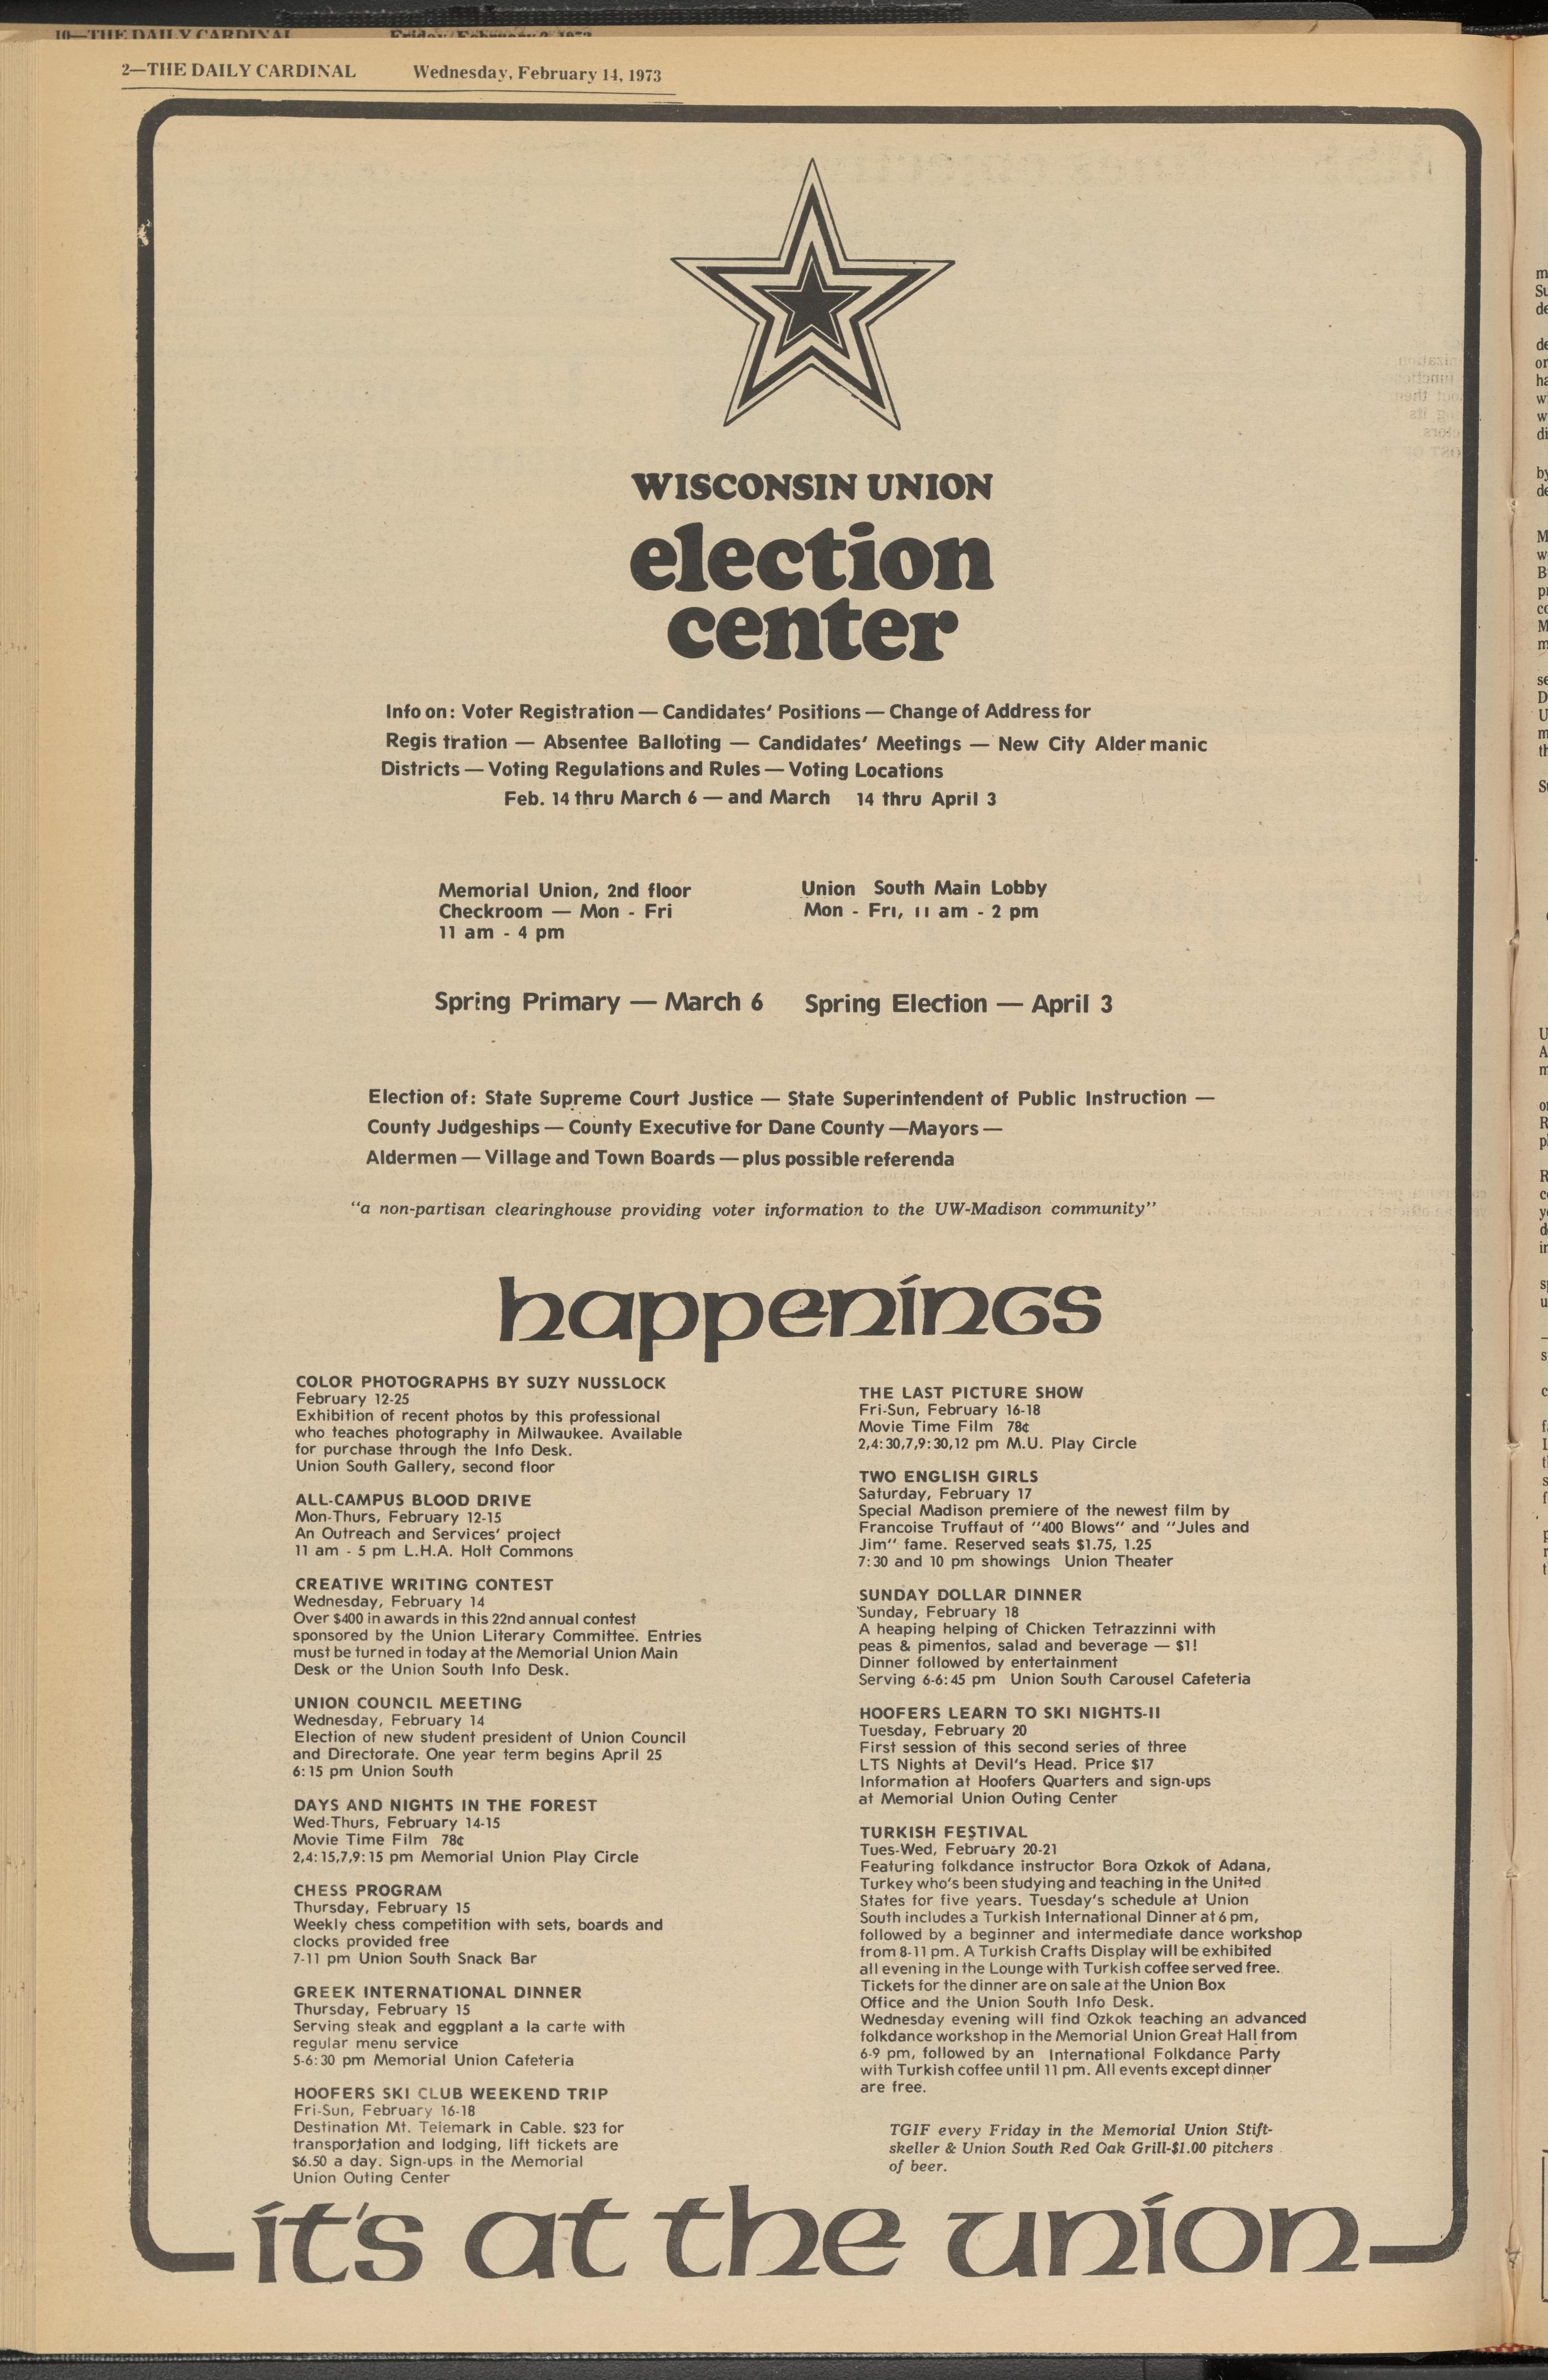 10—THE DAILY CARDINAL Friday, February 2, 1973
2—THE DAILY CARDINAL Wednesday, February 14, 1973
WISCONSIN UNION
election
center
Info on: Voter Registration — Candidates' Positions — Change of Address for
Regis tration — Absentee Balloting — Candidates' Meetings — New City Alder manic
Districts — Voting Regulations and Rules — Voting Locations
Feb. 14 thru March 6 — and March 14 thru April 3
Memorial Union, 2nd floor
Checkroom — Mon - Fri
11 am - 4 pm
Union South Main Lobby
Mon - Fri, 11 am - 2 pm
Spring Primary — March 6 Spring Election — April 3
Election of: State Supreme Court Justice — State Superintendent of Public Instruction —
County Judgeships — County Executive for Dane County —Mayors —
Aldermen — Village and Town Boards — plus possible referenda
"a non-partisan clearinghouse providing voter information to the UW-Madison community"
happenings
COLOR PHOTOGRAPHS BY SUZY NUSSLOCK
February 12-25
Exhibition of recent photos by this professional
who teaches photography in Milwaukee. Available
for purchase through the Info Desk.
Union South Gallery, second floor
ALL-CAMPUS BLOOD DRIVE
Mon-Thurs, February 12-15
An Outreach and Services' project
11 am - 5 pm L.H.A. Holt Commons
CREATIVE WRITING CONTEST
Wednesday, February 14
Over $400 in awards in this 22nd annual contest
sponsored by the Union Literary Committee. Entries
must be turned in today at the Memorial Union Main
Desk or the Union South Info Desk.
UNION COUNCIL MEETING
Wednesday, February 14
Election of new student president of Union Council
and Directorate. One year term begins April 25
6:15 pm Union South
DAYS AND NIGHTS IN THE FOREST
Wed-Thurs, February 14-15
Movie Time Film 78¢
2,4:15,7,9:15 pm Memorial Union Play Circle
CHESS PROGRAM
Thursday, February 15
Weekly chess competition with sets, boards and
clocks provided free
7-11 pm Union South Snack Bar
GREEK INTERNATIONAL DINNER
Thursday, February 15
Serving steak and eggplant a la carte with
regular menu service
5-6:30 pm Memorial Union Cafeteria
HOOFERS SKI CLUB WEEKEND TRIP
Fri-Sun, February 16-18
Destination Mt. Telemark in Cable. $23 for
transportation and lodging, lift tickets are
$6.50 a day. Sign-ups in the Memorial
Union Outing Center
THE LAST PICTURE SHOW
Fri-Sun, February 16-18
Movie Time Film 78¢
2,4:30,7,9:30,12 pm M.U. Play Circle
TWO ENGLISH GIRLS
Saturday, February 17
Special Madison premiere of the newest film by
Francoise Truffaut of "400 Blows" and "Jules and
Jim" fame. Reserved seats $1.75, 1.25
7:30 and 10 pm showings Union Theater
SUNDAY DOLLAR DINNER
Sunday, February 18
A heaping helping of Chicken Tetrazzinni with
peas & pimentos, salad and beverage — $1!
Dinner followed by entertainment
Serving 6-6:45 pm Union South Carousel Cafeteria
HOOFERS LEARN TO SKI NIGHTS-II
Tuesday, February 20
First session of this second series of three
LTS Nights at Devil's Head. Price $17
Information at Hoofers Quarters and sign-ups
at Memorial Union Outing Center
TURKISH FESTIVAL
Tues-Wed, February 20-21
Featuring folkdance instructor Bora Ozkok of Adana,
Turkey who's been studying and teaching in the United
States for five years. Tuesday's schedule at Union
South includes a Turkish International Dinner at 6 pm,
followed by a beginner and intermediate dance workshop
from 8-11 pm. A Turkish Crafts Display will be exhibited
all evening in the Lounge with Turkish coffee served free.
Tickets for the dinner are on sale at the Union Box
Office and the Union South Info Desk.
Wednesday evening will find Ozkok teaching an advanced
folkdance workshop in the Memorial Union Great Hall from
6-9 pm, followed by an International Folkdance Party
with Turkish coffee until 11 pm. All events except dinner
are free.
TGIF every Friday in the Memorial Union Stift-
skeller & Union South Red Oak Grill-$1.00 pitchers
of beer.
it's at the union